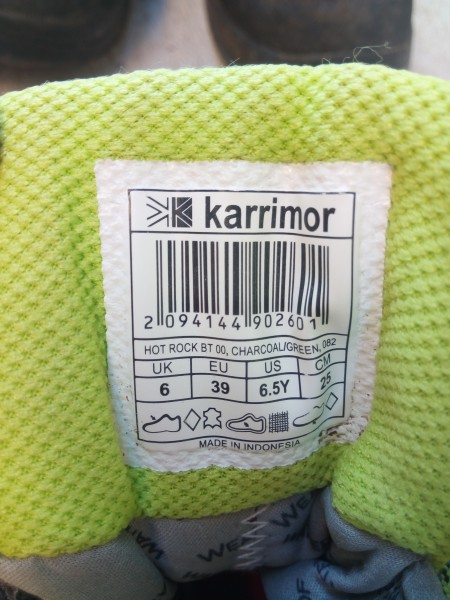 karrimor
2 094144 902601
HOT ROCK BT 00, CHARCOAL/GREEN, 082
UK EU US CM
6 39 6.5Y 25
MADE IN INDONESIA